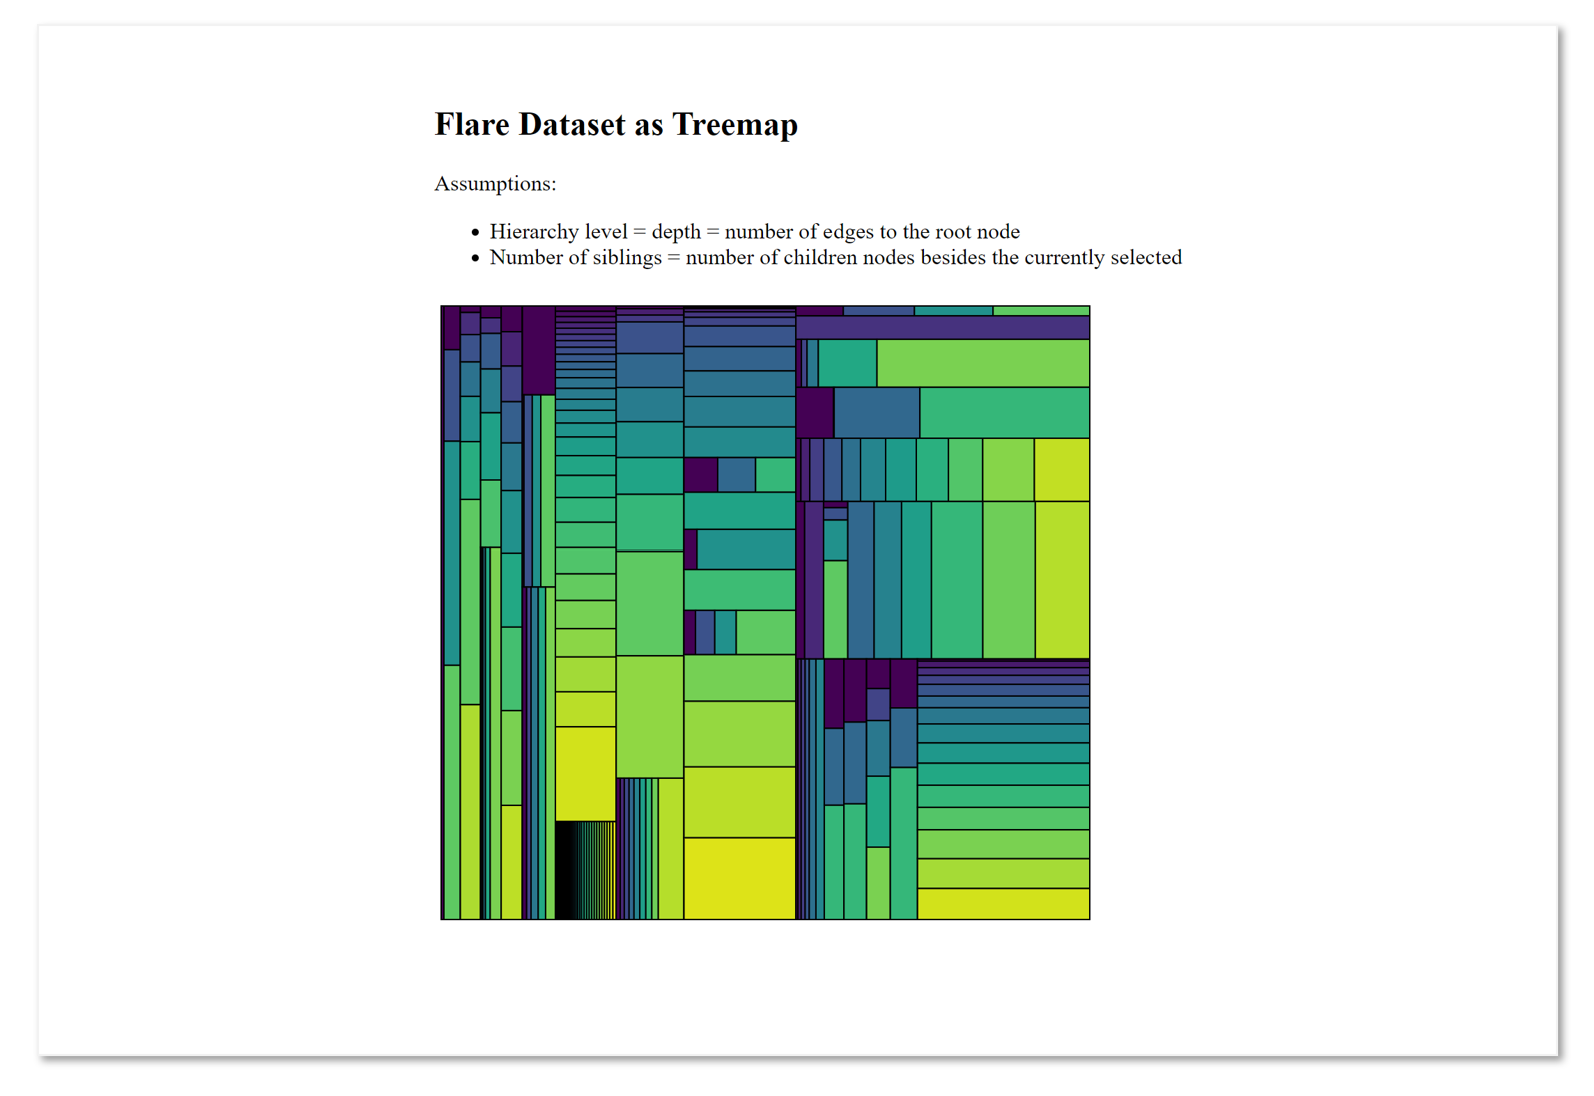 Flare Dataset as Treemap
Assumptions:
• Hierarchy level = depth = number of edges to the root node
• Number of siblings = number of children nodes besides the currently selected